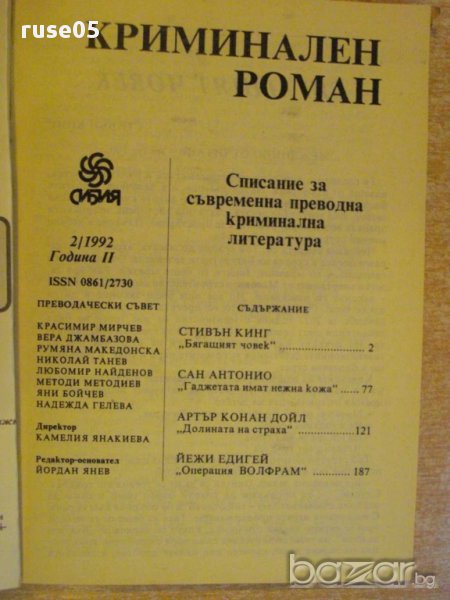 ruse05
КРИМИНАЛЕН
РОМАН
СИБИЯ
2/1992
Година II
ISSN 0861/2730
ПРЕВОДАЧЕСКИ СЪВЕТ
КРАСИМИР МИРЧЕВ
ВЕРА ДЖАМБАЗОВА
РУМЯНА МАКЕДОНСКА
НИКОЛАЙ ТАНЕВ
ЛЮБОМИР НАЙДЕНОВ
МЕТОДИ МЕТОДИЕВ
ЯНИ БОЙЧЕВ
НАДЕЖДА ГЕЛЕВА
Директор
КАМЕЛИЯ ЯНАКИЕВА
Редактор-основател
ЙОРДАН ЯНЕВ
Списание за
съвременна преводна
криминална
литература
СЪДЪРЖАНИЕ
СТИВЪН КИНГ
„Бягащият човек“ ........ 2
САН АНТОНИО
„Гаджетата имат нежна кожа“ ..... 77
АРТЪР КОНАН ДОЙЛ
„Долината на страха“ ........ 121
ЙЕЖИ ЕДИГЕЙ
„Операция ВОЛФРАМ“ ........ 187
bazar.bg